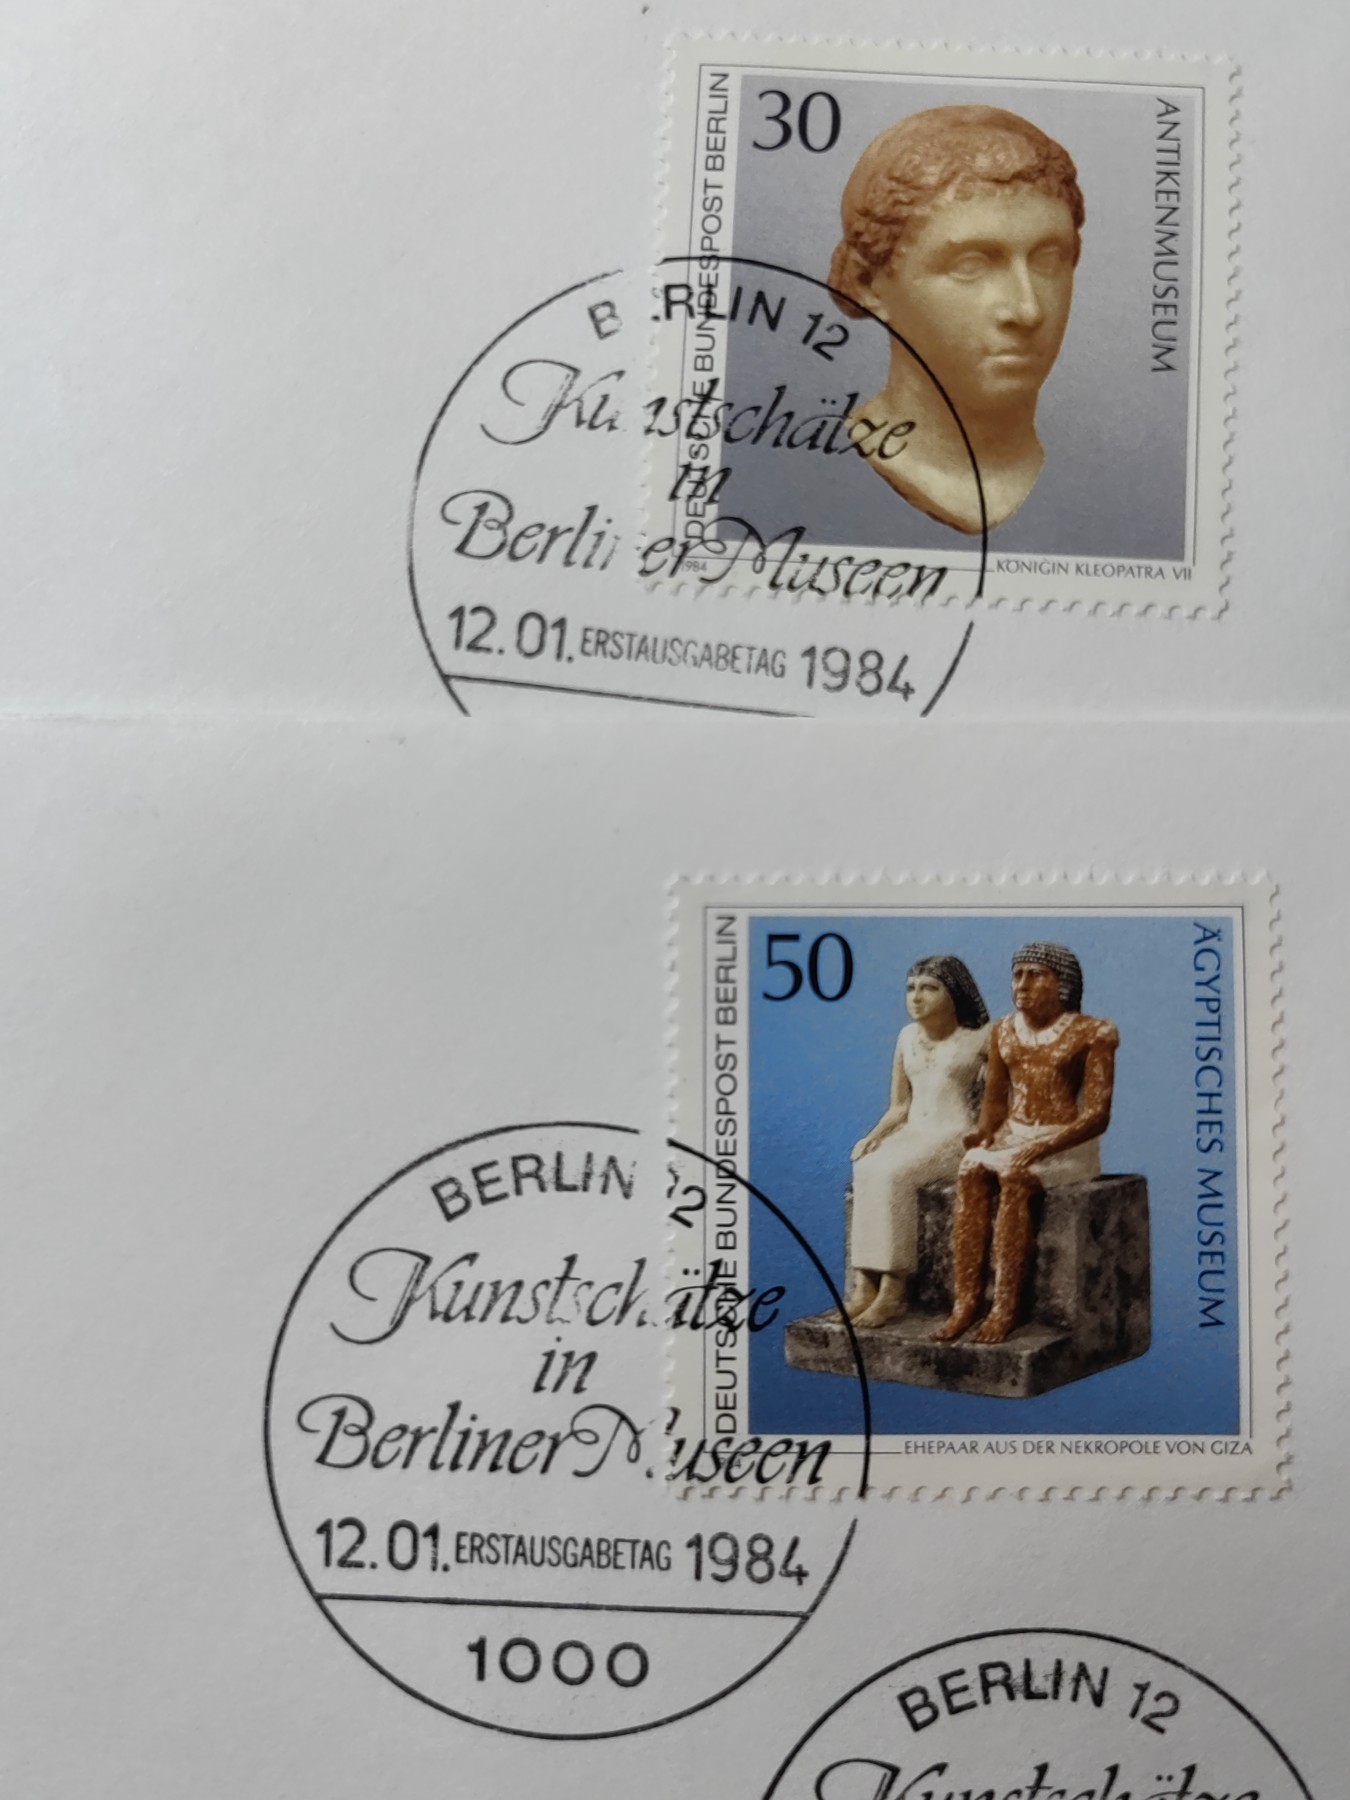 30
DEUTSCHE BUNDESPOST BERLIN
ANTIKENMUSEUM
1984
KÖNIGIN KLEOPATRA VII
BERLIN 12
Kunstschätze
in
Berliner Museen
12.01. ERSTAUSGABETAG 1984
50
DEUTSCHE BUNDESPOST BERLIN
ÄGYPTISCHES MUSEUM
EHEPAAR AUS DER NEKROPOLE VON GIZA
BERLIN 12
Kunstschätze
in
Berliner Museen
12.01. ERSTAUSGABETAG 1984
1000
BERLIN 12
Kunstschätze